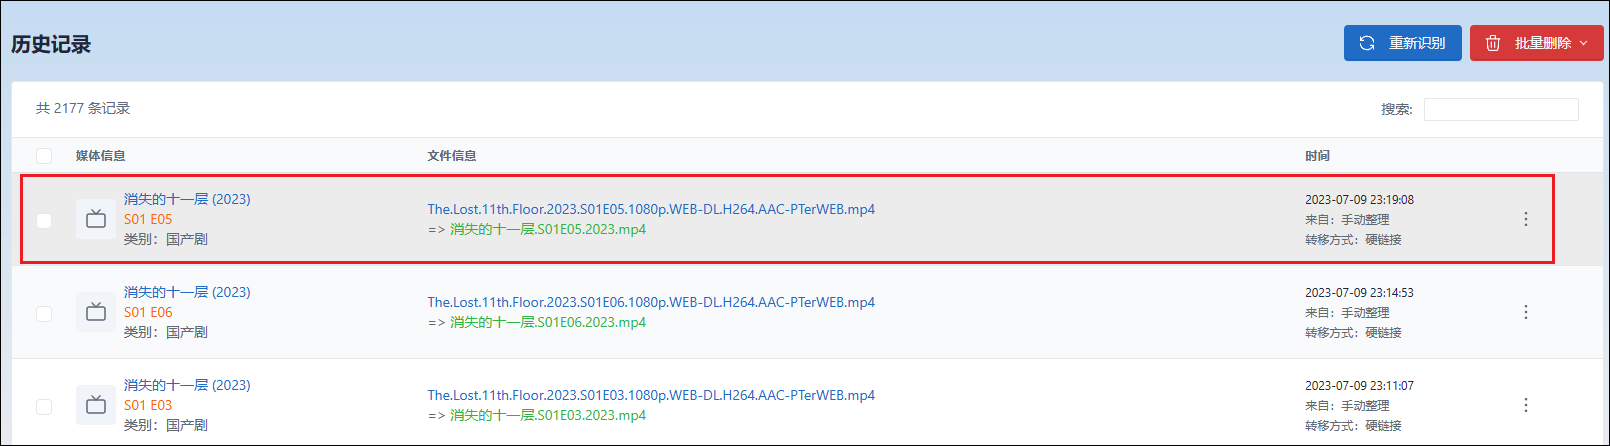 历史记录
重新识别
批量删除
共 2177 条记录
搜索:
媒体信息 文件信息 时间
消失的十一层 (2023)
S01 E05
类别：国产剧
The.Lost.11th.Floor.2023.S01E05.1080p.WEB-DL.H264.AAC-PTerWEB.mp4
=> 消失的十一层.S01E05.2023.mp4
2023-07-09 23:19:08
来自：手动整理
转移方式：硬链接
消失的十一层 (2023)
S01 E06
类别：国产剧
The.Lost.11th.Floor.2023.S01E06.1080p.WEB-DL.H264.AAC-PTerWEB.mp4
=> 消失的十一层.S01E06.2023.mp4
2023-07-09 23:14:53
来自：手动整理
转移方式：硬链接
消失的十一层 (2023)
S01 E03
类别：国产剧
The.Lost.11th.Floor.2023.S01E03.1080p.WEB-DL.H264.AAC-PTerWEB.mp4
=> 消失的十一层.S01E03.2023.mp4
2023-07-09 23:11:07
来自：手动整理
转移方式：硬链接